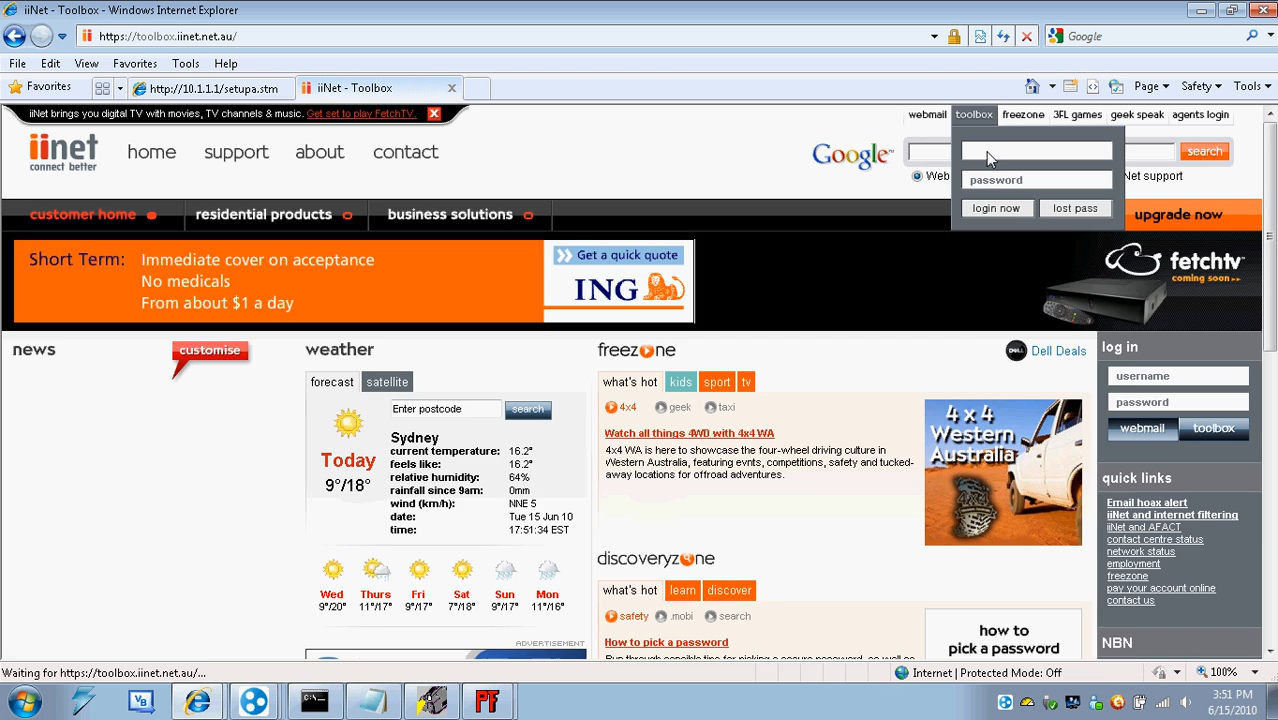 iiNet - Toolbox - Windows Internet Explorer
https://toolbox.iinet.net.au/
Google
File Edit View Favorites Tools Help
Favorites
http://10.1.1.1/setupa.stm
iiNet - Toolbox
Page Safety Tools
iiNet brings you digital TV with movies, TV channels & music. Get set to play FetchTV.
webmail toolbox freezone 3FL games geek speak agents login
iinet
connect better
home support about contact
Google
search
Web
Net support
password
login now lost pass
customer home residential products business solutions
upgrade now
Short Term: Immediate cover on acceptance
No medicals
From about $1 a day
Get a quick quote
ING
fetchtv
coming soon
news
customise
weather
forecast satellite
Enter postcode search
Today
9°/18°
Sydney
current temperature: 16.2°
feels like: 16.2°
relative humidity: 64%
rainfall since 9am: 0mm
wind (km/h): NNE 5
date: Tue 15 Jun 10
time: 17:51:34 EST
Wed Thurs Fri Sat Sun Mon
9°/20° 11°/17° 9°/17° 7°/18° 9°/17° 11°/16°
ADVERTISEMENT
freezone
DELL Dell Deals
what's hot kids sport tv
4x4 geek taxi
Watch all things 4WD with 4x4 WA
4x4 WA is here to showcase the four-wheel driving culture in
Western Australia, featuring evnts, competitions, safety and tucked-
away locations for offroad adventures.
4 x 4
Western
Australia
discoveryzone
what's hot learn discover
safety .mobi search
How to pick a password
how to
pick a password
log in
username
password
webmail toolbox
quick links
Email hoax alert
iiNet and internet filtering
iiNet and AFACT
contact centre status
network status
employment
freezone
pay your account online
contact us
NBN
Waiting for https://toolbox.iinet.net.au/...
Internet | Protected Mode: Off
100%
VB
C:\
PF
3:51 PM
6/15/2010